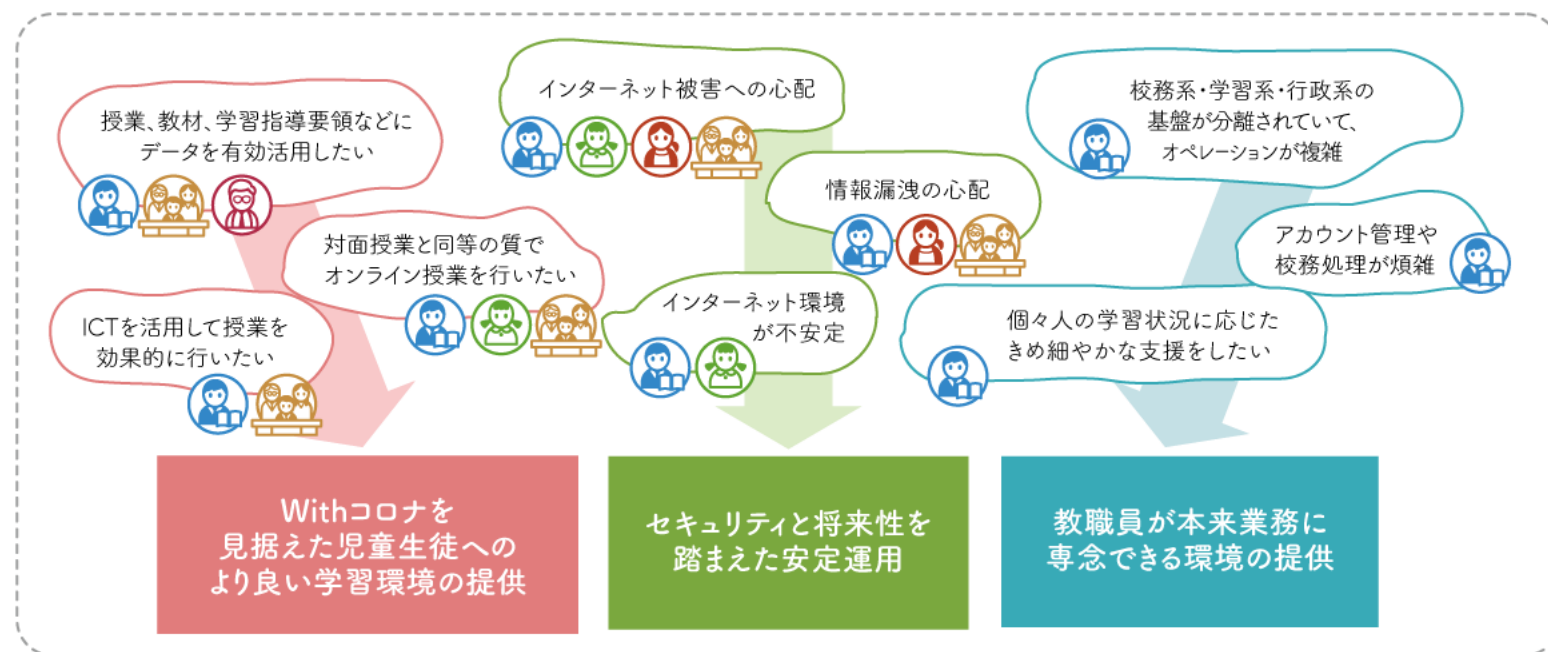 授業、教材、学習指導要領などに
データを有効活用したい
対面授業と同等の質で
オンライン授業を行いたい
ICTを活用して授業を
効果的に行いたい
Withコロナを
見据えた児童生徒への
より良い学習環境の提供
インターネット被害への心配
情報漏洩の心配
インターネット環境
が不安定
セキュリティと将来性を
踏まえた安定運用
校務系・学習系・行政系の
基盤が分離されていて、
オペレーションが複雑
アカウント管理や
校務処理が煩雑
個々人の学習状況に応じた
きめ細やかな支援をしたい
教職員が本来業務に
専念できる環境の提供